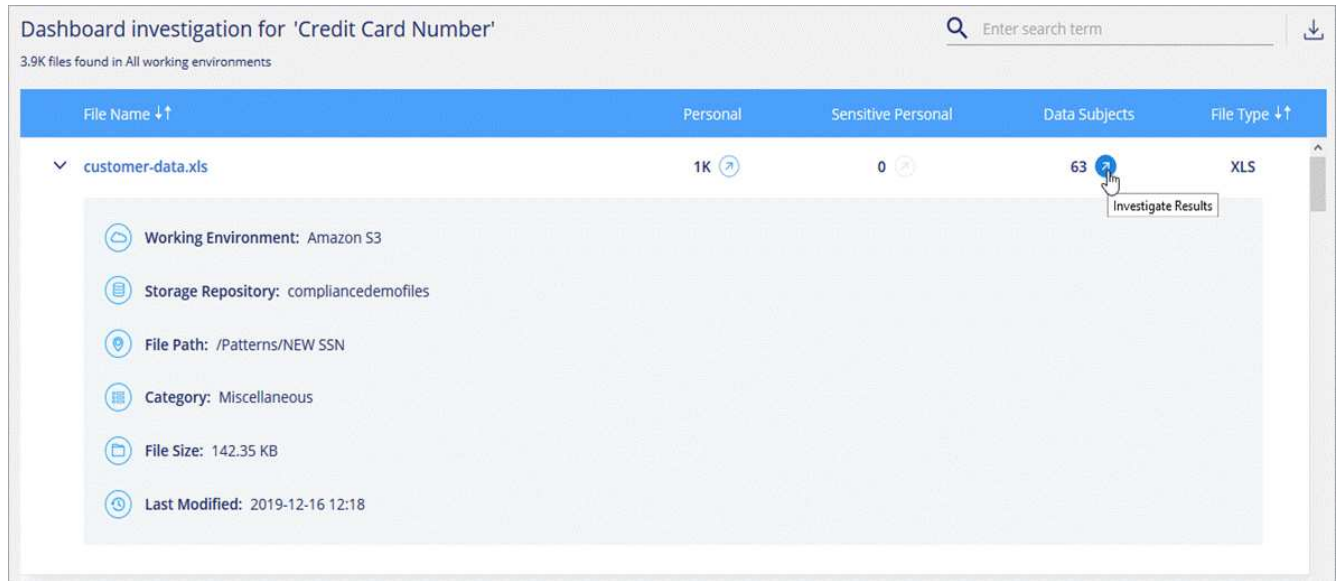 Dashboard investigation for 'Credit Card Number'
Enter search term
3.9K files found in All working environments
File Name Personal Sensitive Personal Data Subjects File Type
customer-data.xls 1K 0 63 XLS
Investigate Results
Working Environment: Amazon S3
Storage Repository: compliancedemofiles
File Path: /Patterns/NEW SSN
Category: Miscellaneous
File Size: 142.35 KB
Last Modified: 2019-12-16 12:18